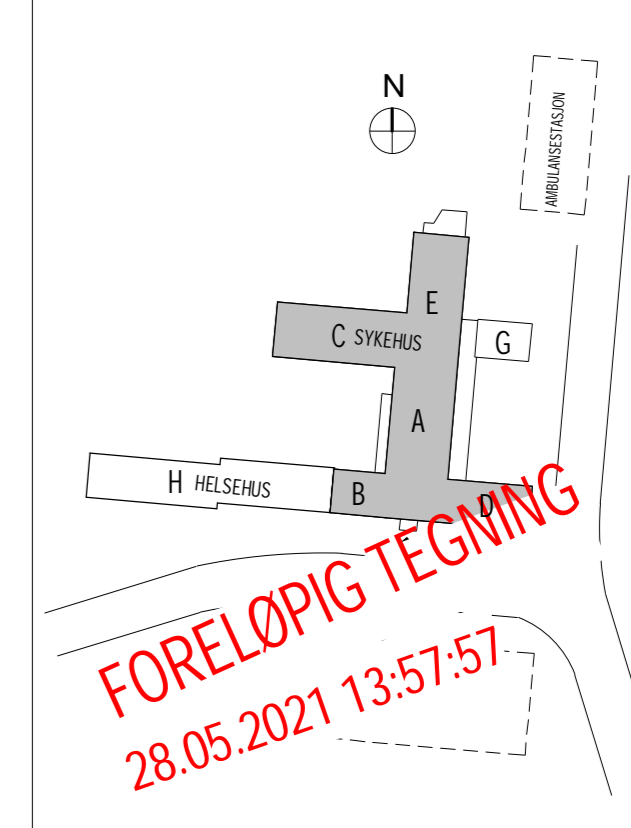 N
AMBULANSESTASJON
E
C SYKEHUS
G
A
H HELSEHUS
B
D
FORELØPIG TEGNING
28.05.2021 13:57:57